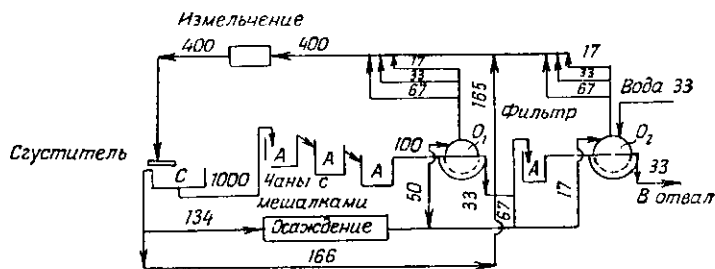 Измельчение
400
400
17
33
67
165
17
33
67
Вода 33
Фильтр
O₁
O₂
Сгуститель
С
1000
А
А
А
Чаны с
мешалками
100
50
33
67
А
17
33
В отвал
134
Осаждение
166